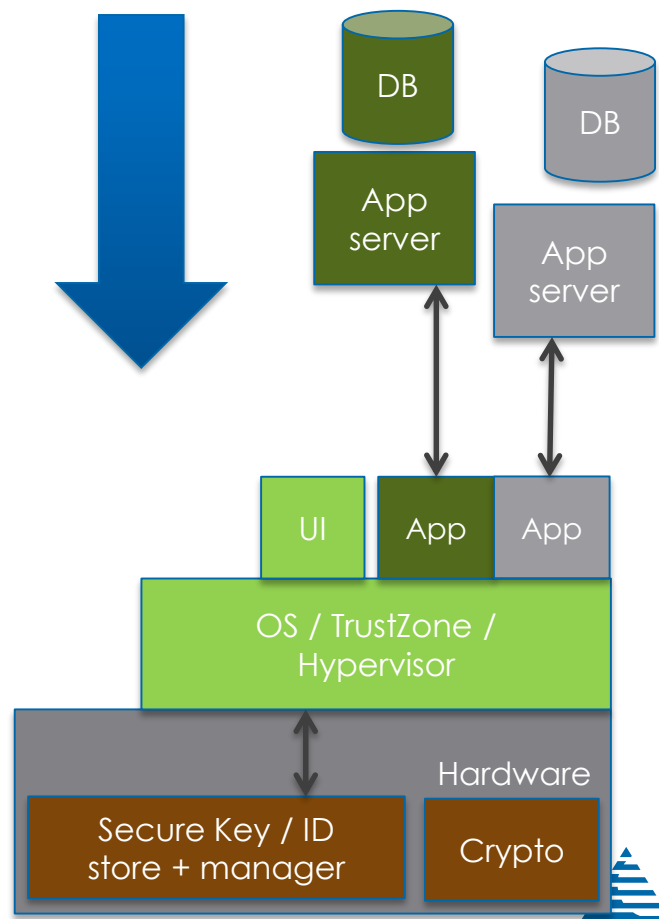 DB
DB
App
server
App
server
UI
App
App
OS / TrustZone /
Hypervisor
Hardware
Secure Key / ID
store + manager
Crypto